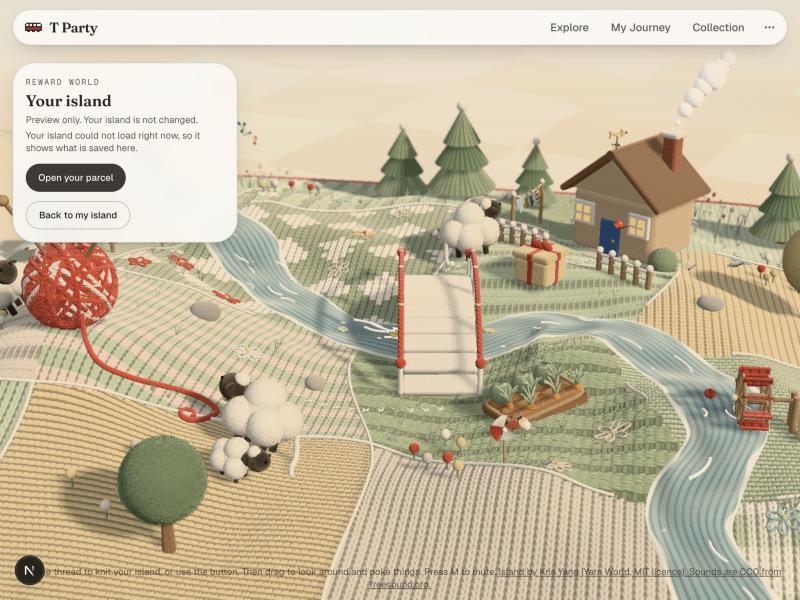 T Party
Explore
My Journey
Collection
REWARD WORLD
Your island
Preview only. Your island is not changed.
Your island could not load right now, so it
shows what is saved here.
Open your parcel
Back to my island
N
thread to knit your island, or use the button. Then drag to look around and poke things. Press M to mute. Island by Kris Yang (Yarn World, MIT licence). Sounds are CC0 from
freesound.org.